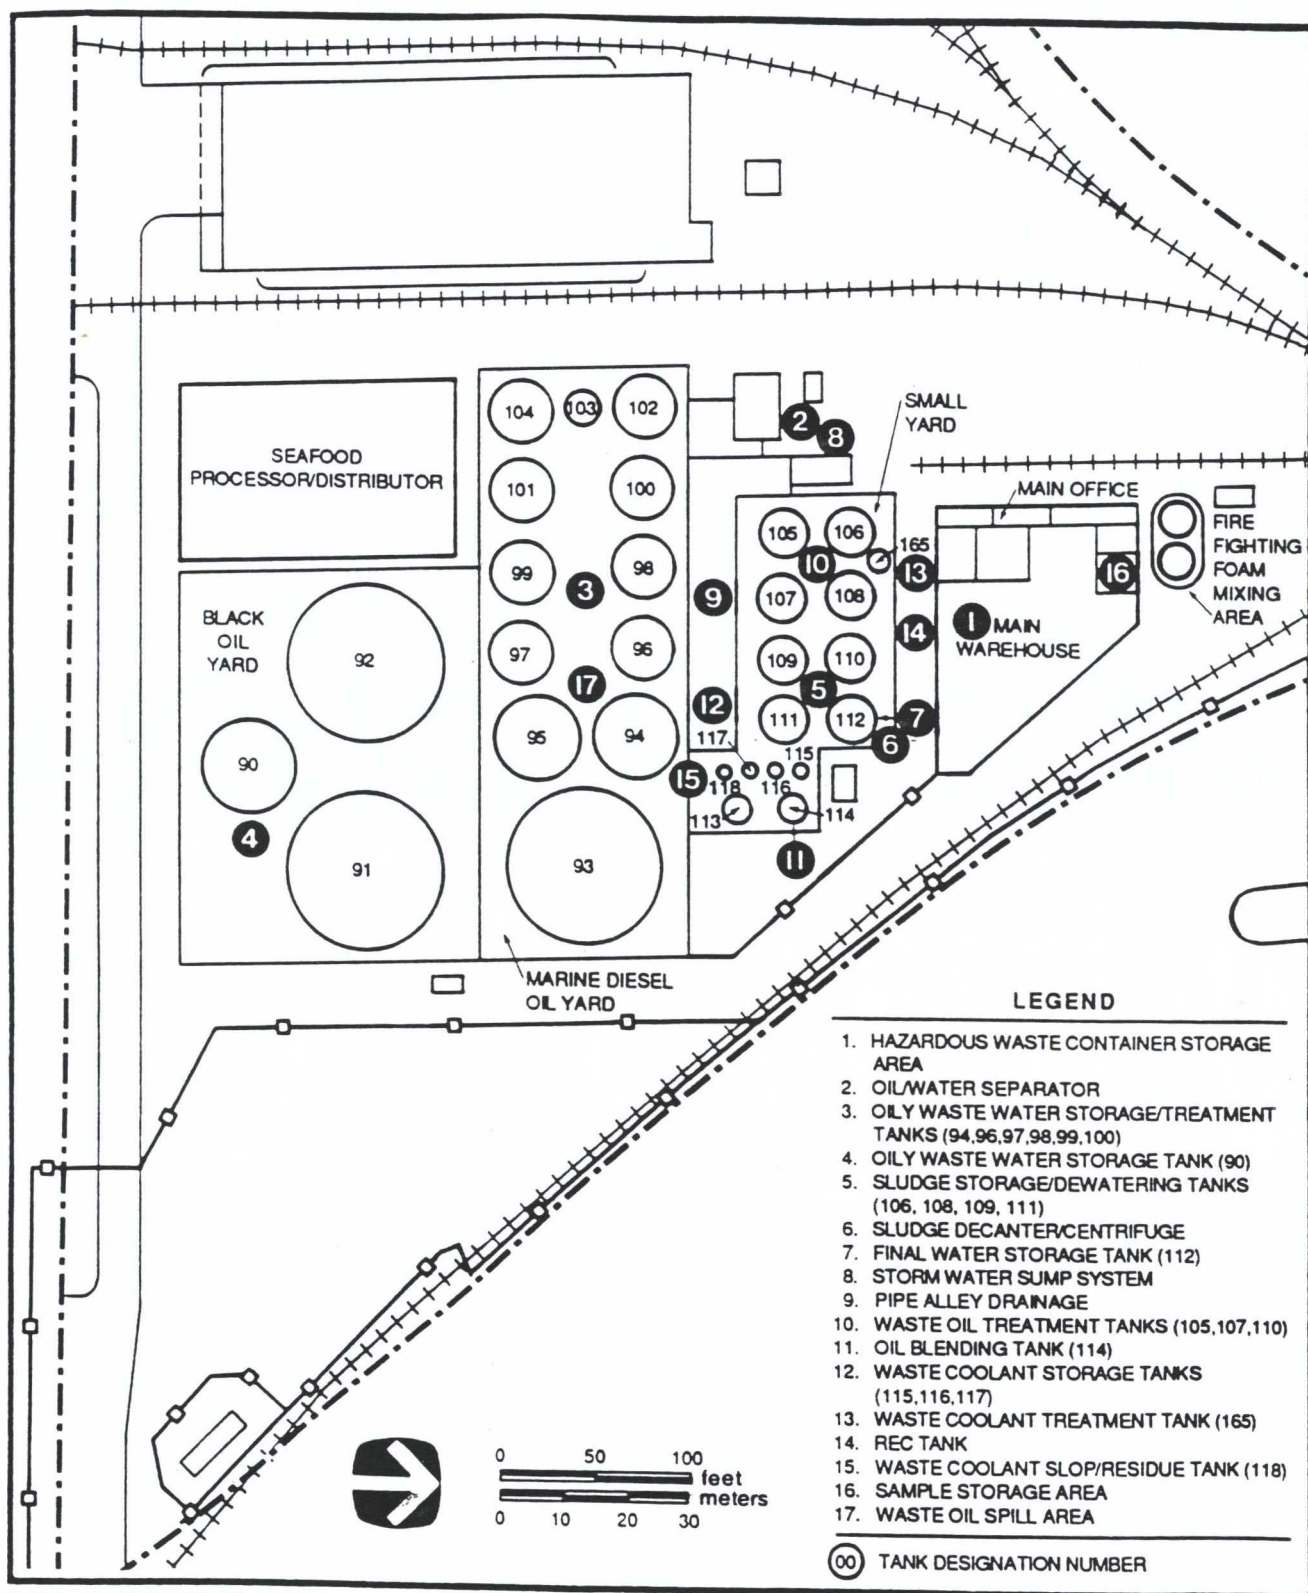 104
103
102
2
8
SMALL
YARD
SEAFOOD
PROCESSOR/DISTRIBUTOR
101
100
MAIN OFFICE
105
106
165
FIRE
FIGHTING
FOAM
MIXING
AREA
10
13
16
99
98
3
9
107
108
14
1
MAIN
WAREHOUSE
BLACK
OIL
YARD
92
97
96
17
109
110
5
12
111
112
7
6
95
94
117
115
90
15
118
116
113
114
4
91
93
11
MARINE DIESEL
OIL YARD
LEGEND
1. HAZARDOUS WASTE CONTAINER STORAGE
AREA
2. OIL/WATER SEPARATOR
3. OILY WASTE WATER STORAGE/TREATMENT
TANKS (94,96,97,98,99,100)
4. OILY WASTE WATER STORAGE TANK (90)
5. SLUDGE STORAGE/DEWATERING TANKS
(106, 108, 109, 111)
6. SLUDGE DECANTER/CENTRIFUGE
7. FINAL WATER STORAGE TANK (112)
8. STORM WATER SUMP SYSTEM
9. PIPE ALLEY DRAINAGE
10. WASTE OIL TREATMENT TANKS (105,107,110)
11. OIL BLENDING TANK (114)
12. WASTE COOLANT STORAGE TANKS
(115,116,117)
13. WASTE COOLANT TREATMENT TANK (165)
14. REC TANK
15. WASTE COOLANT SLOP/RESIDUE TANK (118)
16. SAMPLE STORAGE AREA
17. WASTE OIL SPILL AREA
00 TANK DESIGNATION NUMBER
0 50 100
feet
meters
0 10 20 30